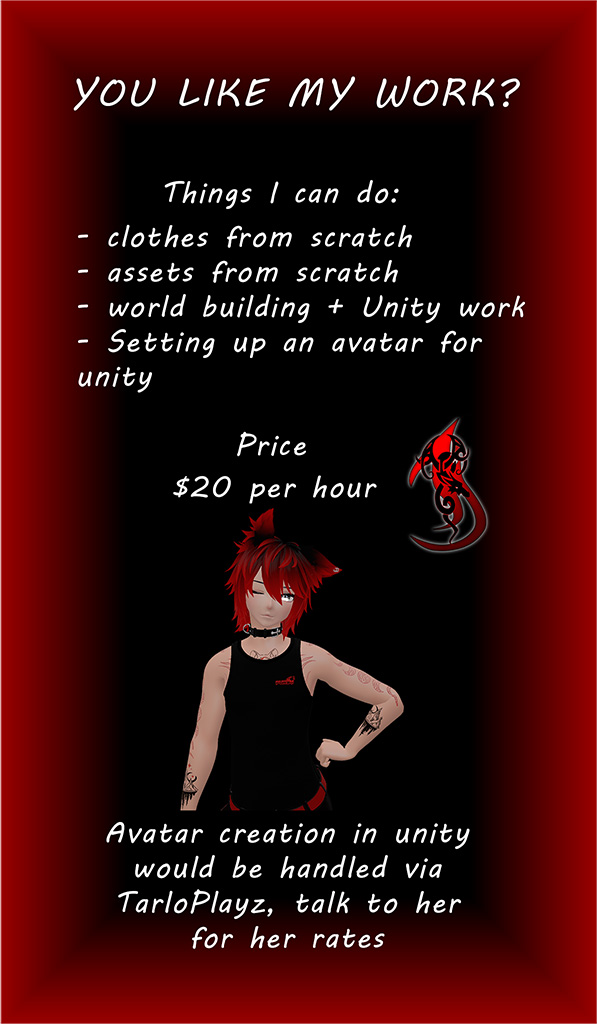 YOU LIKE MY WORK?
Things I can do:
- clothes from scratch
- assets from scratch
- world building + Unity work
- Setting up an avatar for
unity
Price
$20 per hour
Avatar creation in unity
would be handled via
TarloPlayz, talk to her
for her rates